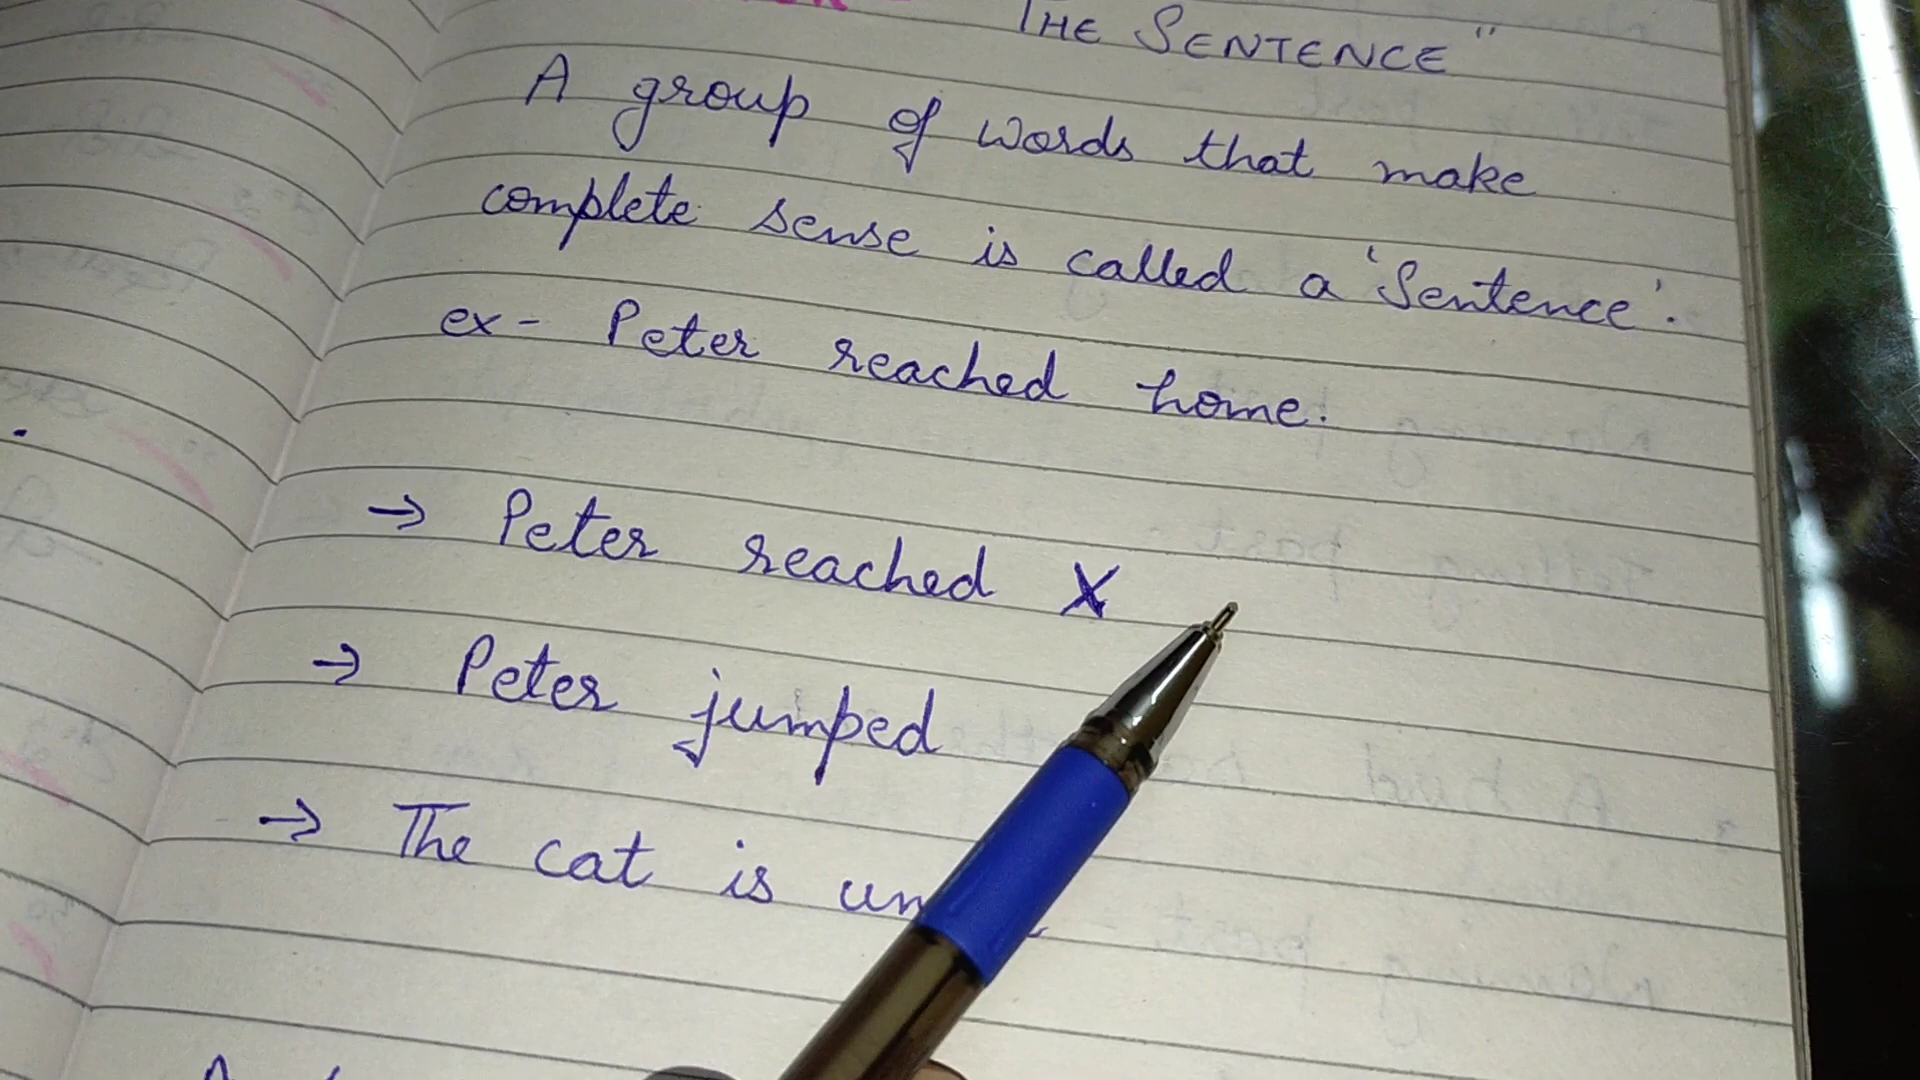 THE SENTENCE"
A group of words that make
complete sense is called a 'Sentence'.
ex- Peter reached home.
→ Peter reached X
→ Peter jumped
→ The cat is